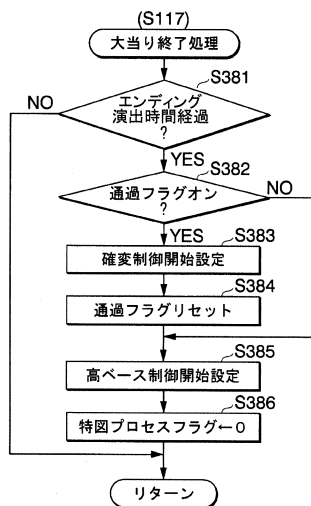 (S117)
大当り終了処理
S381
NO
エンディング
演出時間経過
?
YES
S382
通過フラグオン
?
NO
YES
S383
確変制御開始設定
S384
通過フラグリセット
S385
高ベース制御開始設定
S386
特図プロセスフラグ←0
リターン